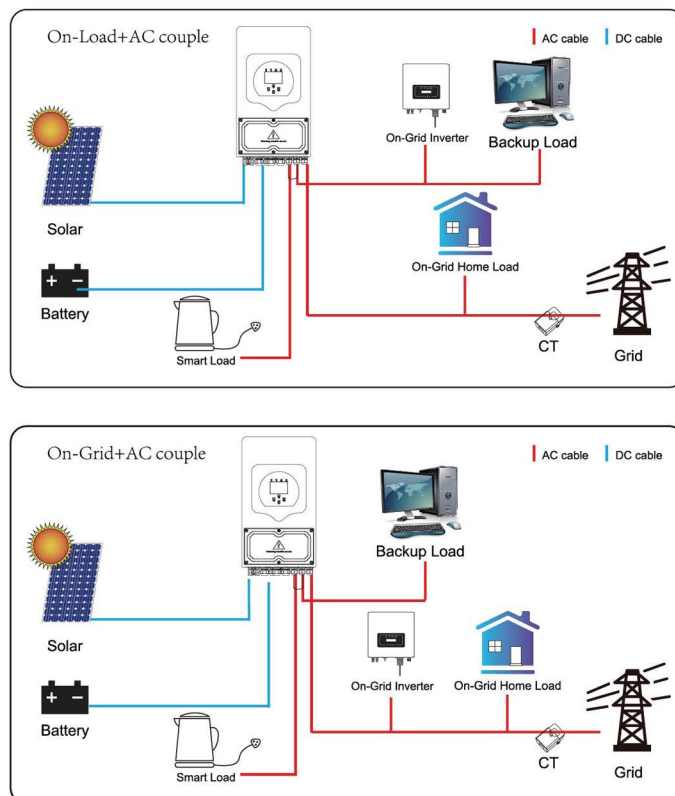 On-Load+AC couple
AC cable
DC cable
On-Grid Inverter
Backup Load
Solar
On-Grid Home Load
Battery
Smart Load
CT
Grid
On-Grid+AC couple
AC cable
DC cable
Backup Load
Solar
On-Grid Inverter
On-Grid Home Load
Battery
Smart Load
CT
Grid